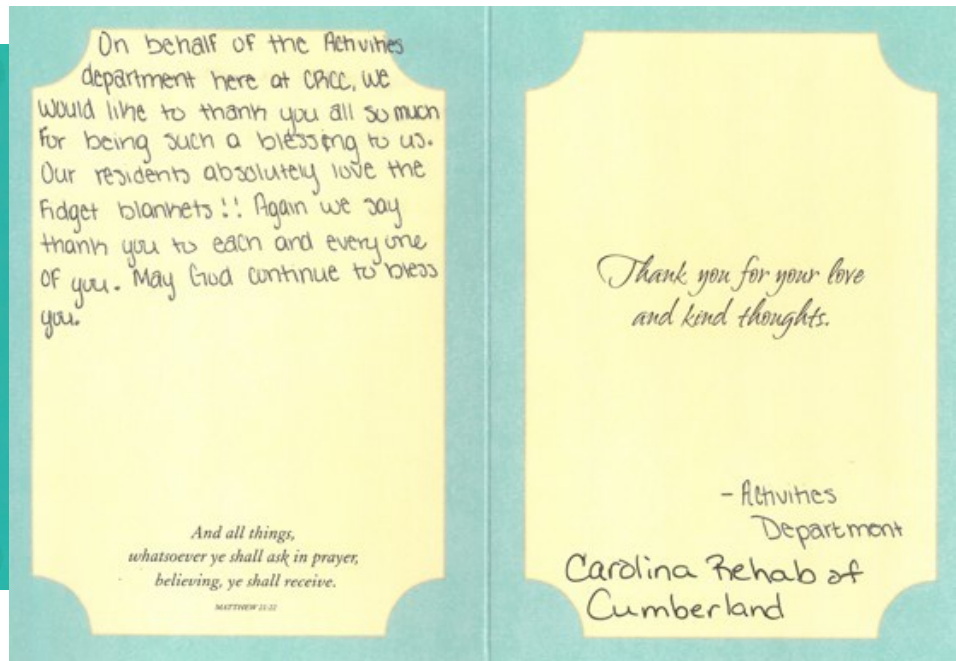 On behalf of the Activities
department here at CRCC, we
would like to thank you all so much
for being such a blessing to us.
Our residents absolutely love the
Fidget blankets!! Again we say
thank you to each and every one
of you. May God continue to bless
you.
And all things,
whatsoever ye shall ask in prayer,
believing, ye shall receive.
MATTHEW 21:22
Thank you for your love
and kind thoughts.
- Activities
Department
Carolina Rehab of
Cumberland